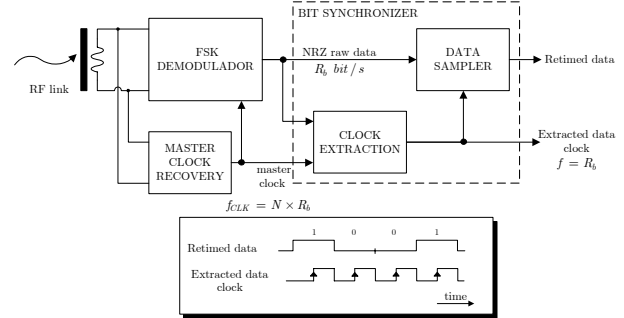 BIT SYNCHRONIZER
FSK
DEMODULADOR
NRZ raw data
R_b bit / s
DATA
SAMPLER
Retimed data
RF link
MASTER
CLOCK
RECOVERY
CLOCK
EXTRACTION
master
clock
Extracted data
clock
f = R_b
f_CLK = N × R_b
1 0 0 1
Retimed data
Extracted data
clock
time